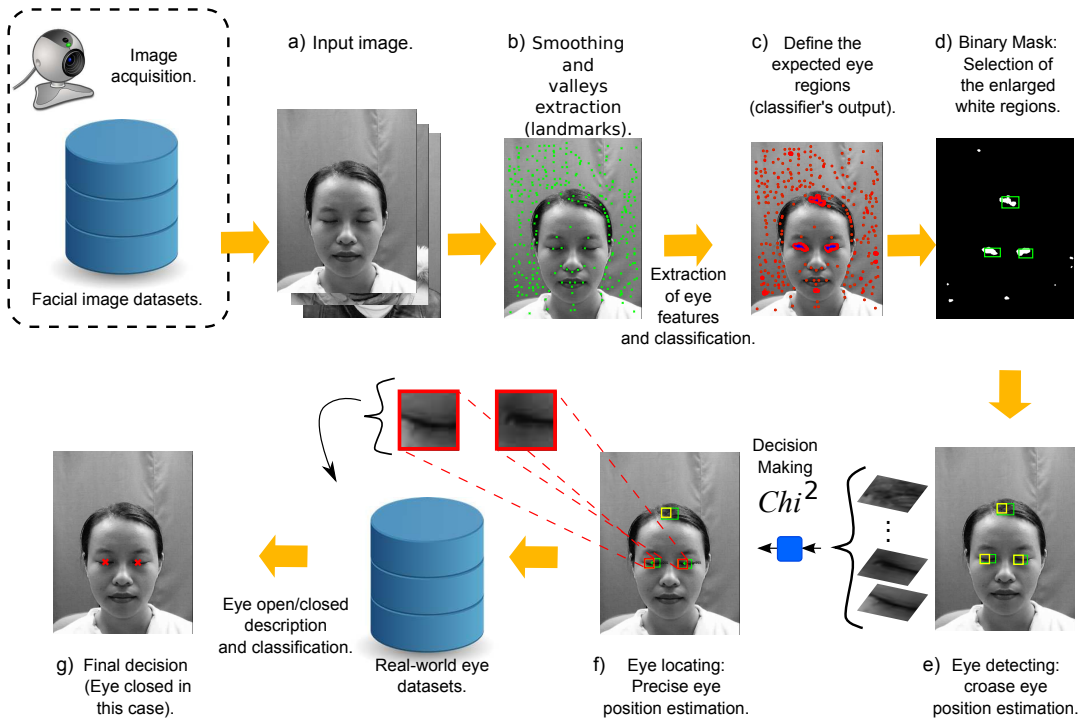 Image
acquisition.
Facial image datasets.
a) Input image.
b) Smoothing
and
valleys
extraction
(landmarks).
Extraction
of eye
features
and classification.
c) Define the
expected eye
regions
(classifier's output).
d) Binary Mask:
Selection of
the enlarged
white regions.
e) Eye detecting:
croase eye
position estimation.
Decision
Making
Chi²
f) Eye locating:
Precise eye
position estimation.
Real-world eye
datasets.
Eye open/closed
description
and classification.
g) Final decision
(Eye closed in
this case).